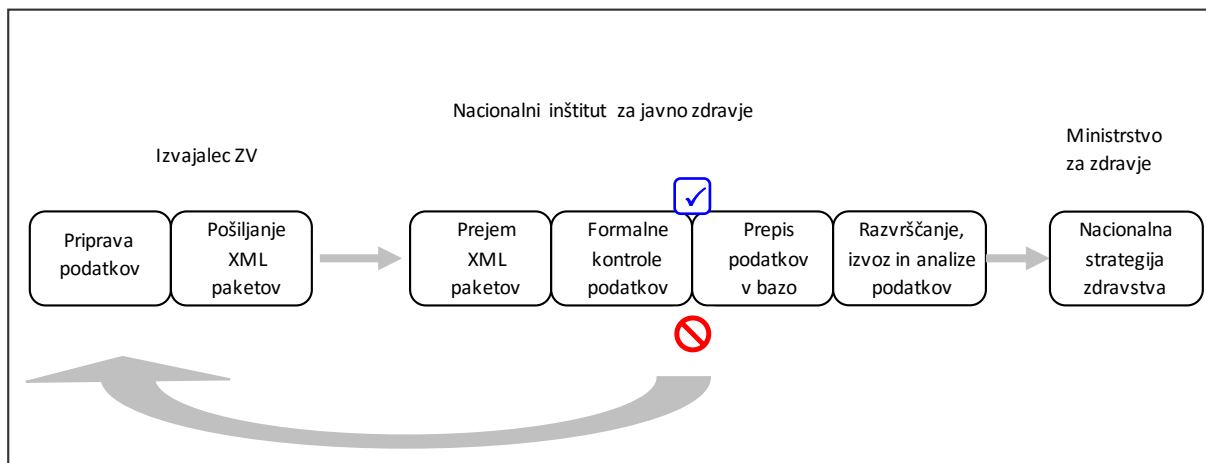 Nacionalni inštitut za javno zdravje
Izvajalec ZV
Ministrstvo
za zdravje
Priprava
podatkov
Pošiljanje
XML
paketov
Prejem
XML
paketov
Formalne
kontrole
podatkov
Prepis
podatkov
v bazo
Razvrščanje,
izvoz in analize
podatkov
Nacionalna
strategija
zdravstva